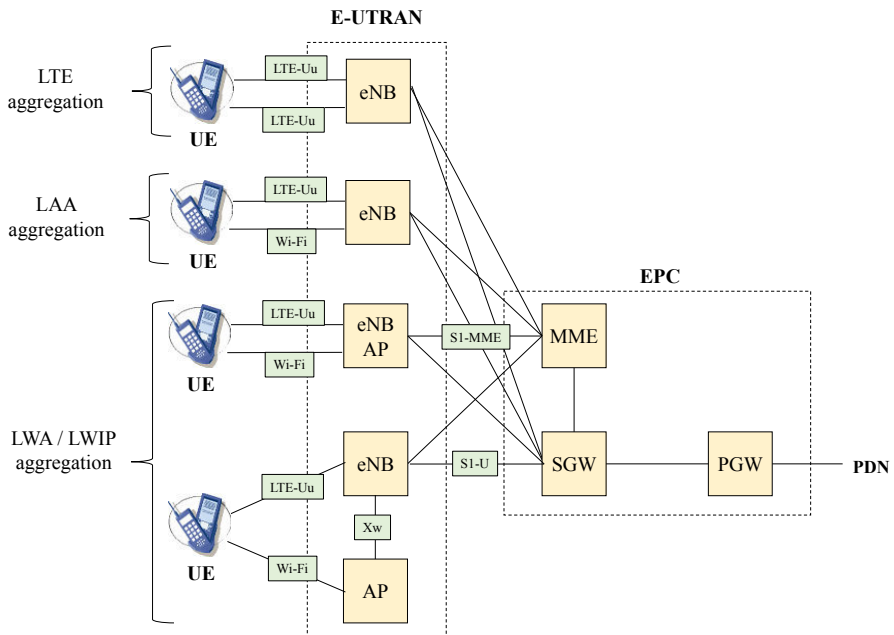 E-UTRAN
LTE
aggregation
UE
LTE-Uu
LTE-Uu
eNB
LAA
aggregation
UE
LTE-Uu
Wi-Fi
eNB
EPC
LWA / LWIP
aggregation
UE
LTE-Uu
Wi-Fi
eNB
AP
S1-MME
MME
UE
LTE-Uu
Wi-Fi
eNB
Xw
AP
S1-U
SGW
PGW
PDN